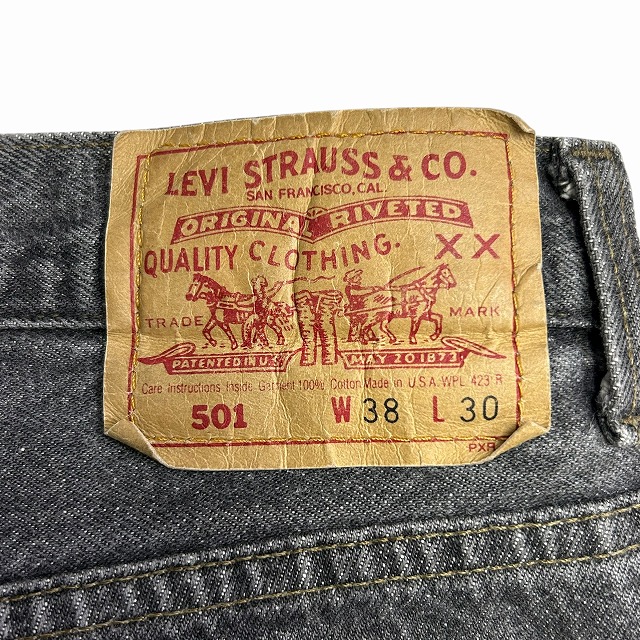 LEVI STRAUSS & CO.
SAN FRANCISCO, CAL.
ORIGINAL RIVETED
QUALITY CLOTHING. XX
TRADE MARK
PATENTED IN U.S. MAY 20 1873
Care Instructions Inside Garment 100% Cotton Made in U.S.A. WPL 423 R
501 W 38 L 30